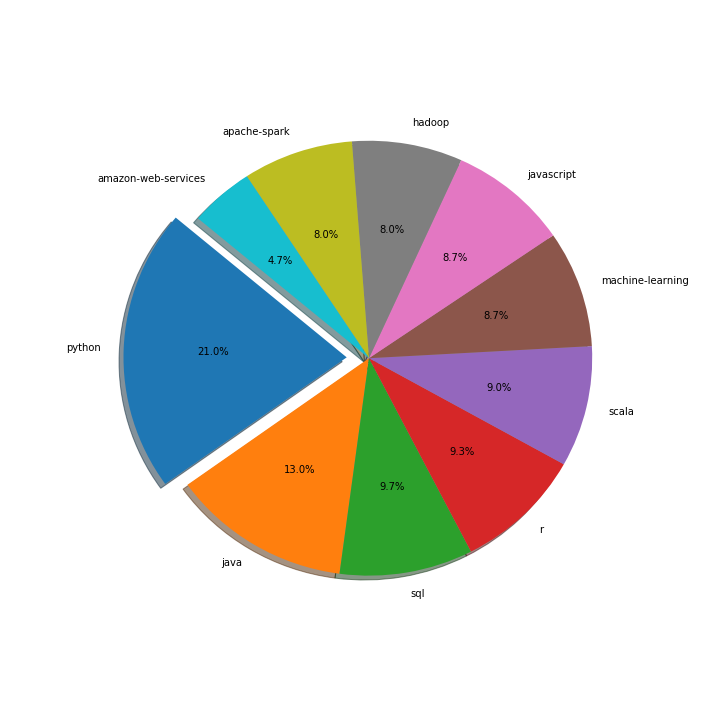 hadoop
apache-spark
javascript
amazon-web-services
8.0%
8.0%
8.7%
4.7%
machine-learning
8.7%
python
21.0%
9.0%
scala
9.3%
13.0%
9.7%
r
java
sql